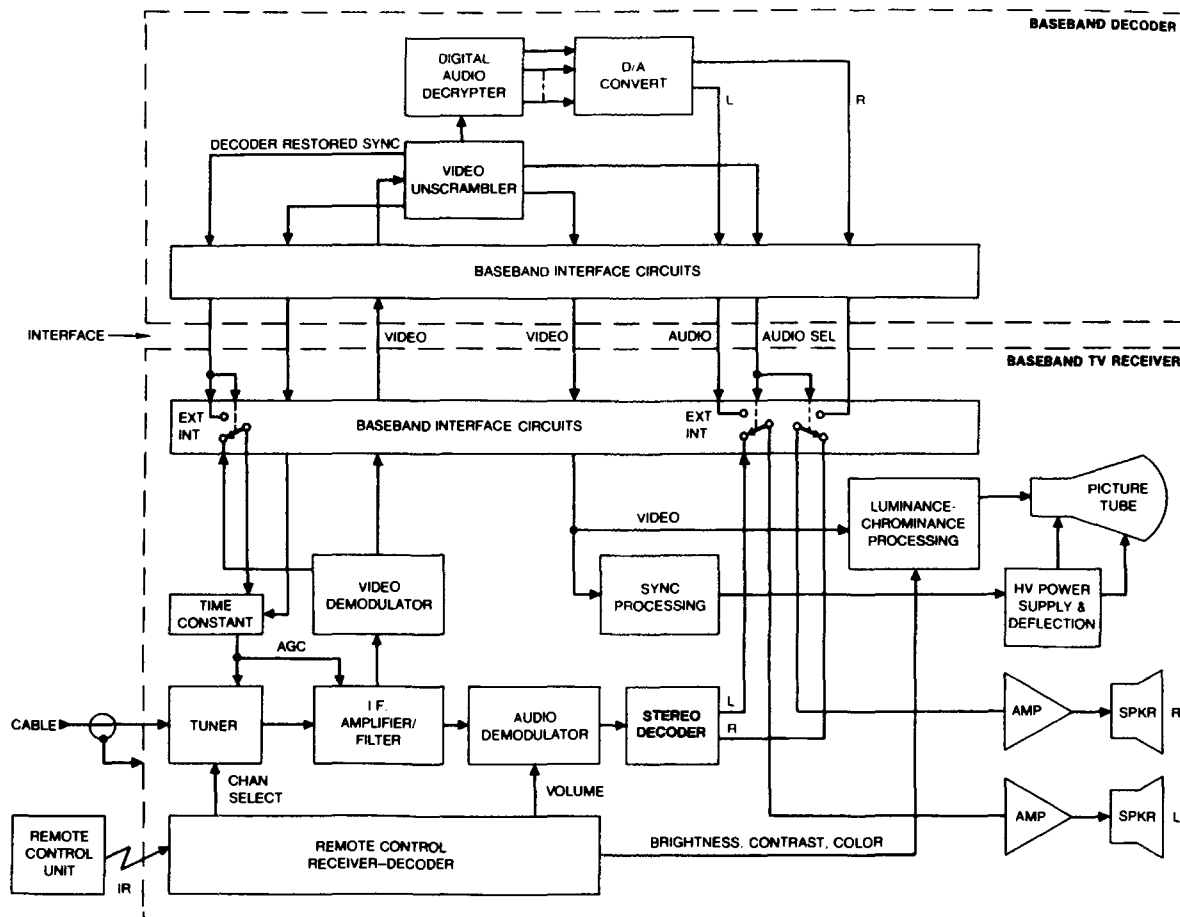 BASEBAND DECODER
DIGITAL
AUDIO
DECRYPTER
D/A
CONVERT
L
R
DECODER RESTORED SYNC
VIDEO
UNSCRAMBLER
BASEBAND INTERFACE CIRCUITS
INTERFACE
VIDEO
VIDEO
AUDIO
AUDIO SEL
BASEBAND TV RECEIVER
EXT
INT
BASEBAND INTERFACE CIRCUITS
EXT
INT
VIDEO
LUMINANCE-
CHROMINANCE
PROCESSING
PICTURE
TUBE
TIME
CONSTANT
VIDEO
DEMODULATOR
SYNC
PROCESSING
HV POWER
SUPPLY &
DEFLECTION
AGC
CABLE
TUNER
I.F.
AMPLIFIER/
FILTER
AUDIO
DEMODULATOR
STEREO
DECODER
L
R
AMP
SPKR
R
CHAN
SELECT
VOLUME
AMP
SPKR
L
REMOTE
CONTROL
UNIT
IR
REMOTE CONTROL
RECEIVER-DECODER
BRIGHTNESS. CONTRAST, COLOR